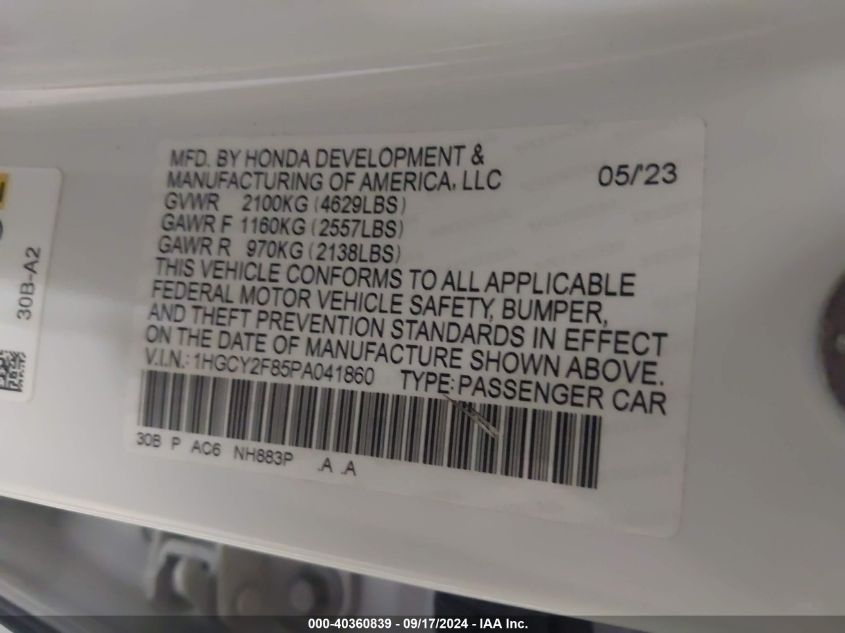 MFD. BY HONDA DEVELOPMENT &
MANUFACTURING OF AMERICA, LLC 05/'23
GVWR 2100KG (4629LBS)
GAWR F 1160KG (2557LBS)
GAWR R 970KG (2138LBS)
THIS VEHICLE CONFORMS TO ALL APPLICABLE
FEDERAL MOTOR VEHICLE SAFETY, BUMPER,
AND THEFT PREVENTION STANDARDS IN EFFECT
ON THE DATE OF MANUFACTURE SHOWN ABOVE.
V.I.N.: 1HGCY2F85PA041860 TYPE: PASSENGER CAR
30B P AC6 NH883P .A .A
30B-A2
000-40360839 - 09/17/2024 - IAA Inc.